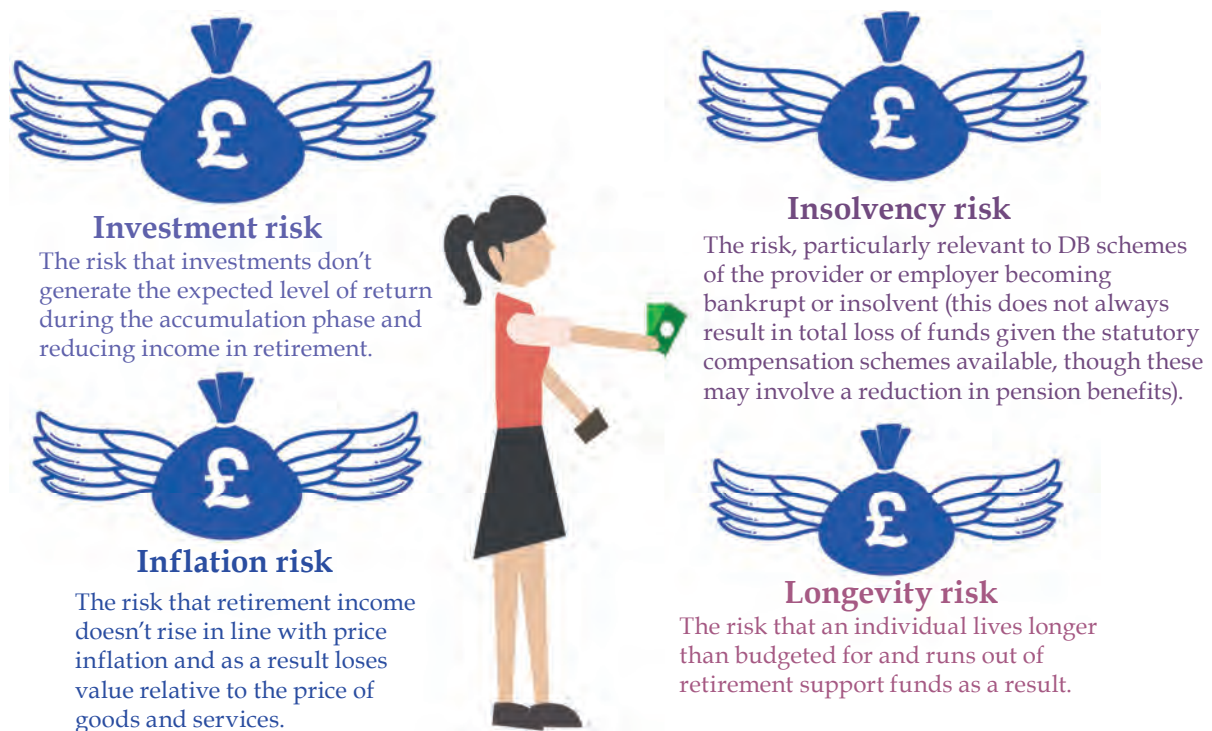 £
Investment risk
The risk that investments don’t
generate the expected level of return
during the accumulation phase and
reducing income in retirement.
£
Insolvency risk
The risk, particularly relevant to DB schemes
of the provider or employer becoming
bankrupt or insolvent (this does not always
result in total loss of funds given the statutory
compensation schemes available, though these
may involve a reduction in pension benefits).
£
Inflation risk
The risk that retirement income
doesn’t rise in line with price
inflation and as a result loses
value relative to the price of
goods and services.
£
Longevity risk
The risk that an individual lives longer
than budgeted for and runs out of
retirement support funds as a result.